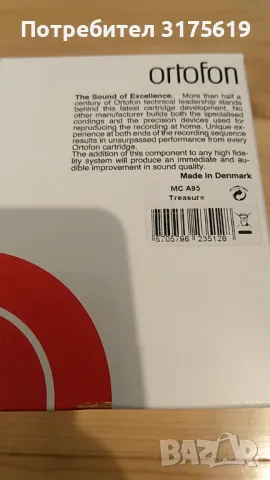 Потребител 3175619
ortofon
The Sound of Excellence. More than half a
century of Ortofon technical leadership stands
behind this latest cartridge development. No
other manufacturer builds both the specialised
cordings and the precision devices used for
reproducing the recording at home. Unique exp-
erience at both ends of the recording sequence
results in unsurpassed performance from every
Ortofon cartridge.
The addition of this component to any high fide-
lity system will produce an immediate and au-
dible improvement in sound quality.
Made in Denmark
MC A95
Treasure
5705796 235128
bazar